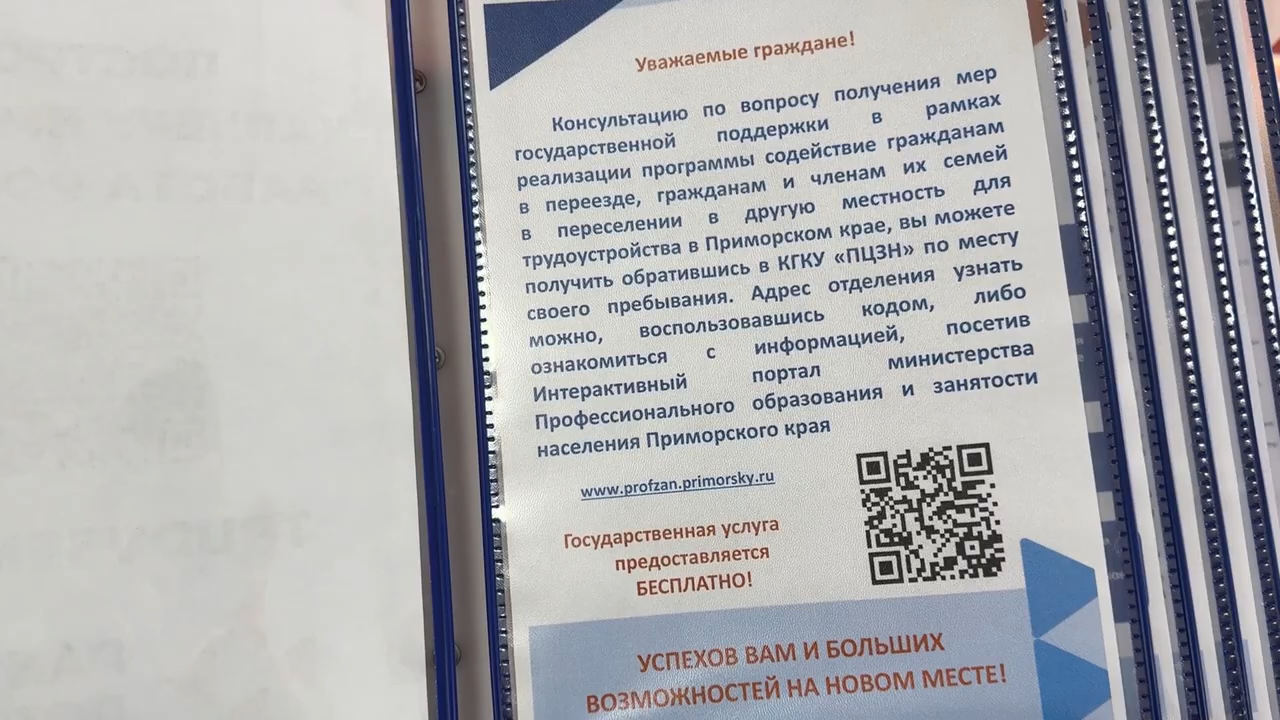 Уважаемые граждане!
Консультацию по вопросу получения мер
государственной поддержки в рамках
реализации программы содействие гражданам
в переезде, гражданам и членам их семей
в переселении в другую местность для
трудоустройства в Приморском крае, вы можете
получить обратившись в КГКУ «ПЦЗН» по месту
своего пребывания. Адрес отделения узнать
можно, воспользовавшись кодом, либо
ознакомиться с информацией, посетив
Интерактивный портал министерства
Профессионального образования и занятости
населения Приморского края
www.profzan.primorsky.ru
Государственная услуга
предоставляется
БЕСПЛАТНО!
УСПЕХОВ ВАМ И БОЛЬШИХ
ВОЗМОЖНОСТЕЙ НА НОВОМ МЕСТЕ!